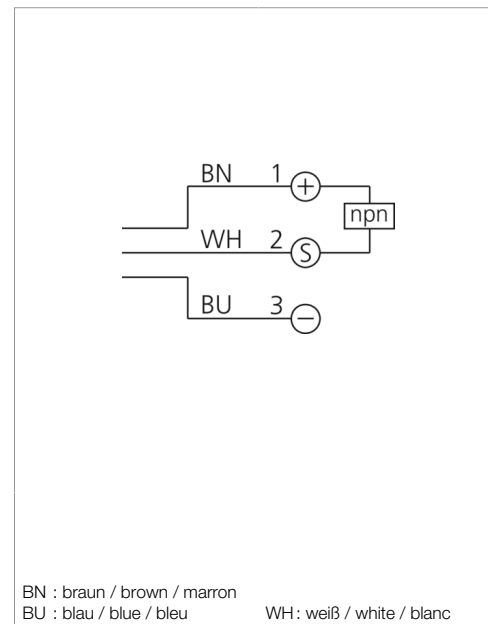 BN 1 +
npn
WH 2 S
BU 3 −
BN : braun / brown / marron
BU : blau / blue / bleu WH : weiß / white / blanc